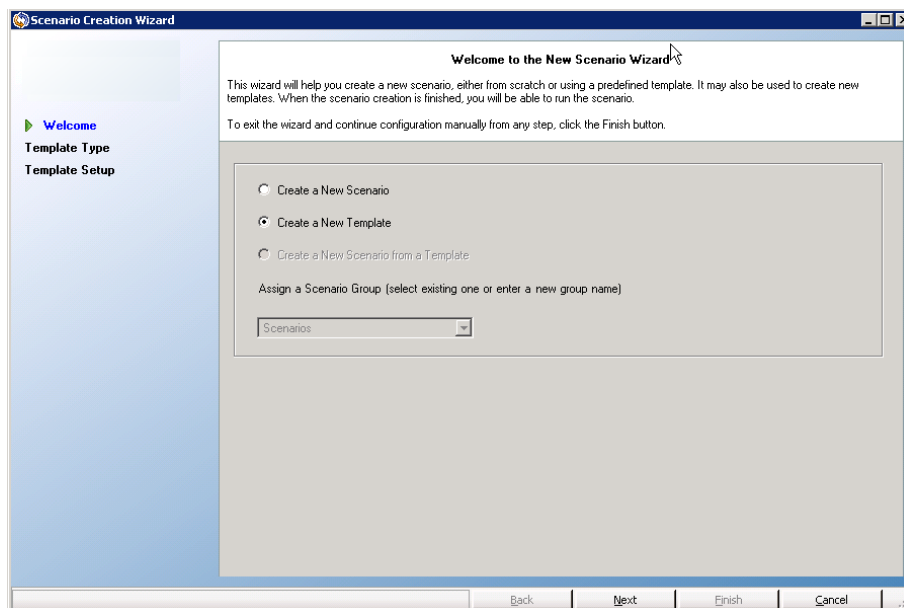 Scenario Creation Wizard
Welcome to the New Scenario Wizard
This wizard will help you create a new scenario, either from scratch or using a predefined template. It may also be used to create new
templates. When the scenario creation is finished, you will be able to run the scenario.
To exit the wizard and continue configuration manually from any step, click the Finish button.
Welcome
Template Type
Template Setup
Create a New Scenario
Create a New Template
Create a New Scenario from a Template
Assign a Scenario Group (select existing one or enter a new group name)
Scenarios
Back
Next
Finish
Cancel